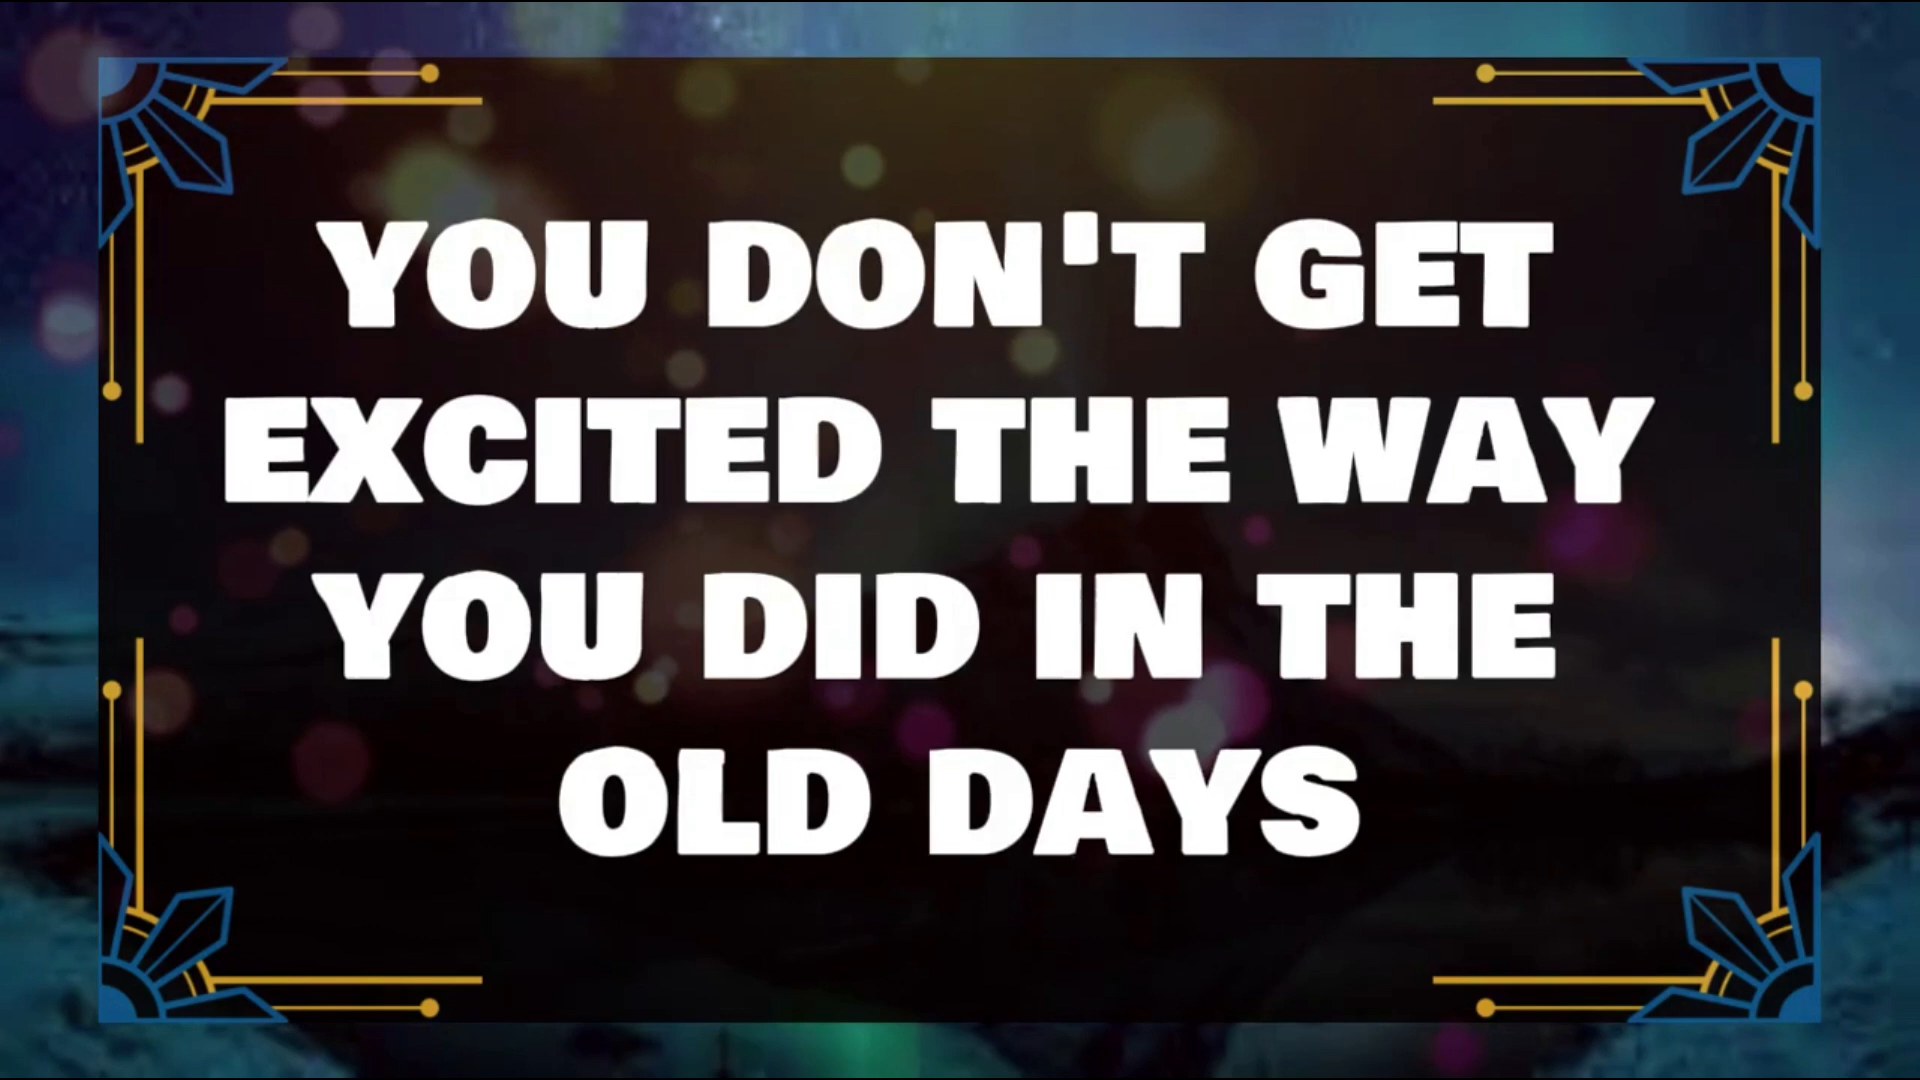 YOU DON'T GET
EXCITED THE WAY
YOU DID IN THE
OLD DAYS